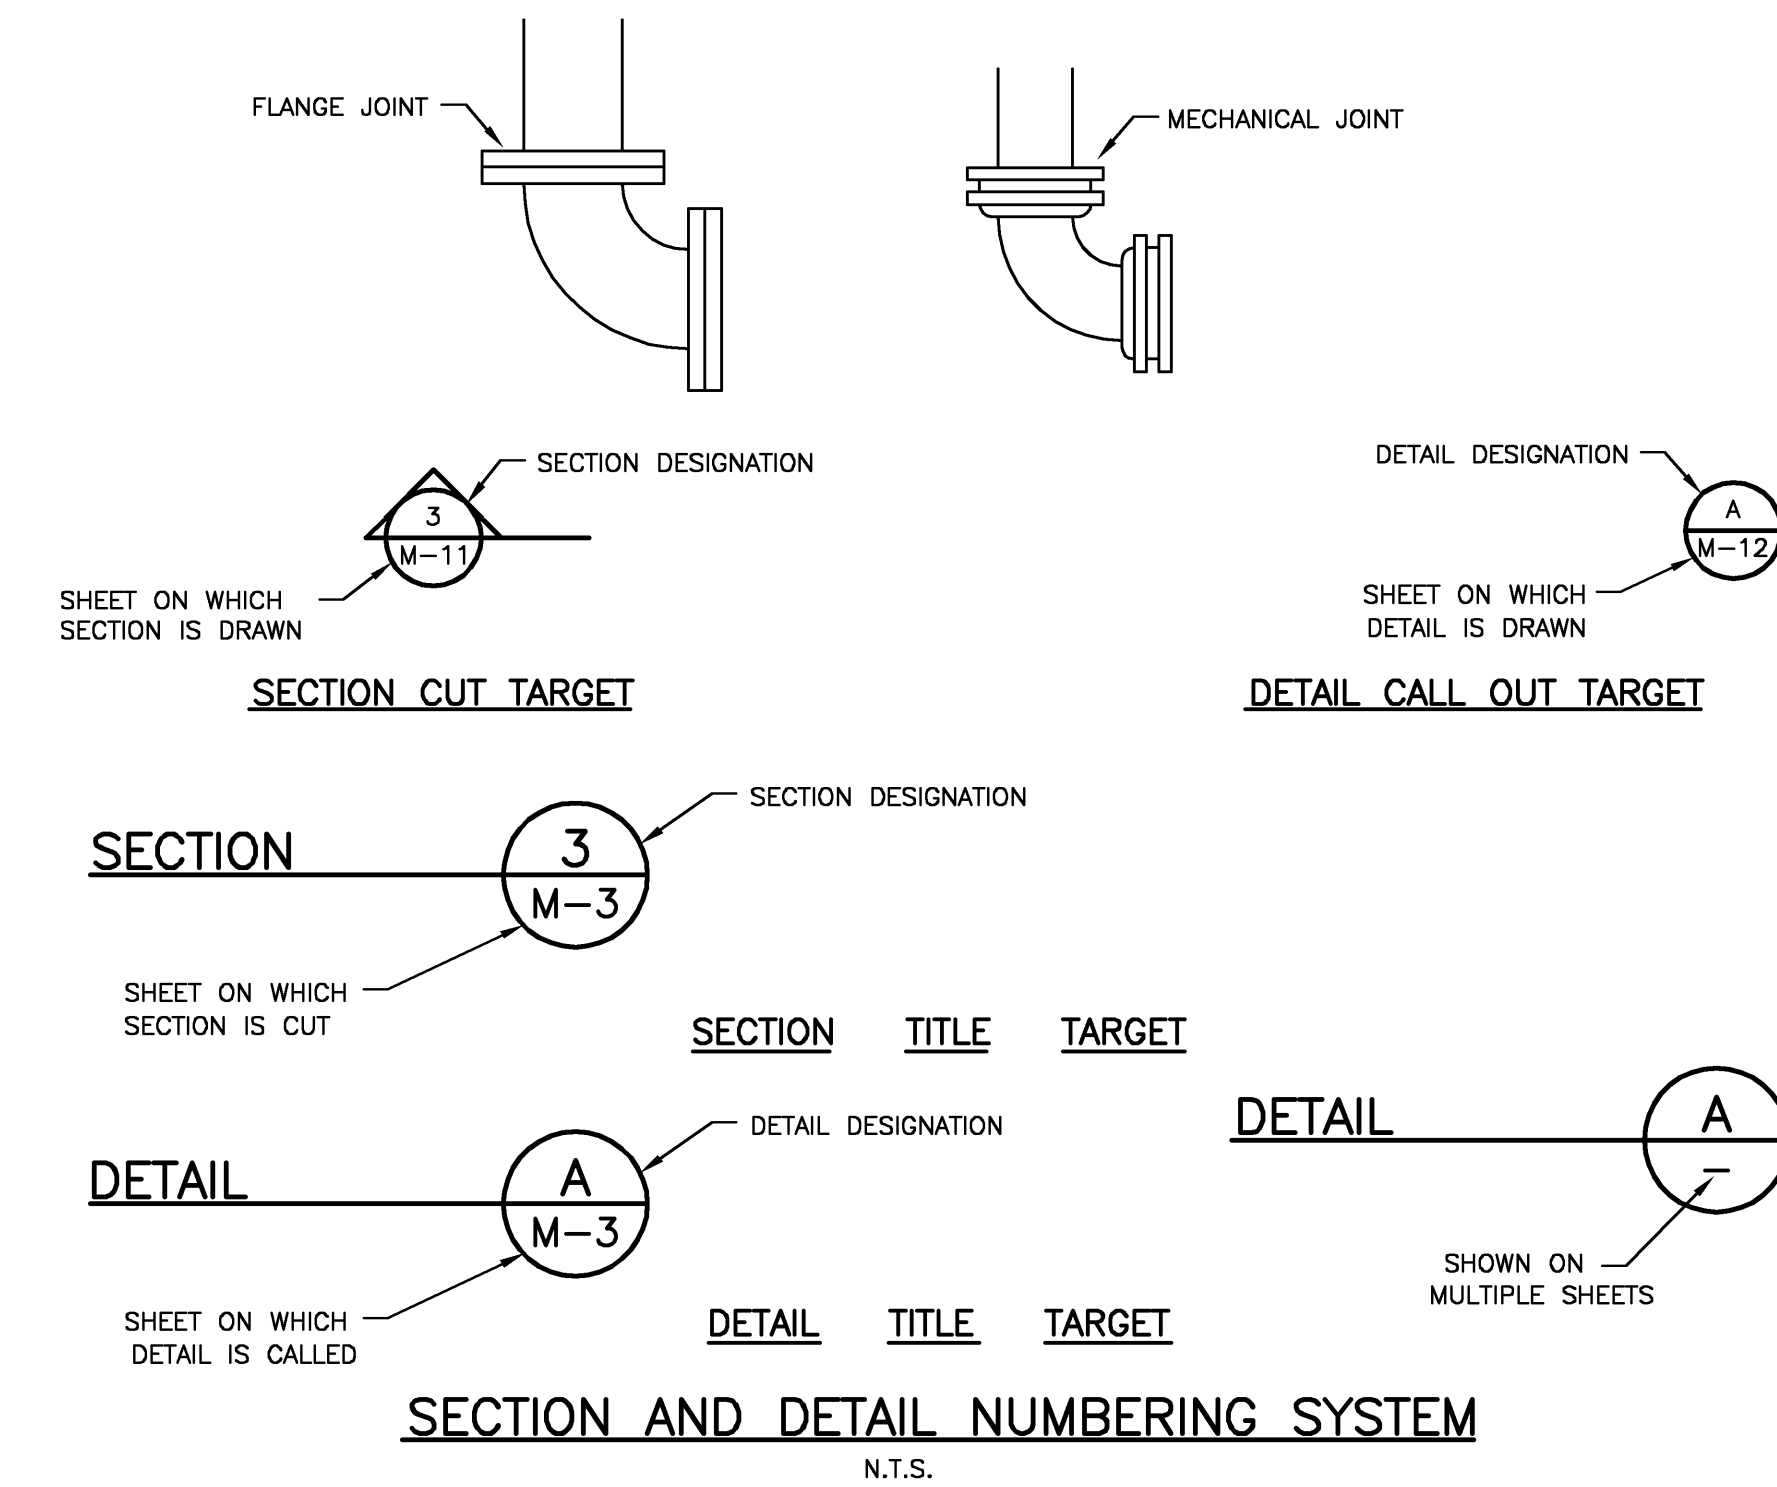 FLANGE JOINT
MECHANICAL JOINT
SECTION DESIGNATION
3
M-11
SHEET ON WHICH
SECTION IS DRAWN
SECTION CUT TARGET
DETAIL DESIGNATION
A
M-12
SHEET ON WHICH
DETAIL IS DRAWN
DETAIL CALL OUT TARGET
SECTION
3
M-3
SECTION DESIGNATION
SHEET ON WHICH
SECTION IS CUT
SECTION TITLE TARGET
DETAIL
A
M-3
DETAIL DESIGNATION
SHEET ON WHICH
DETAIL IS CALLED
DETAIL
A
-
SHOWN ON
MULTIPLE SHEETS
DETAIL TITLE TARGET
SECTION AND DETAIL NUMBERING SYSTEM
N.T.S.